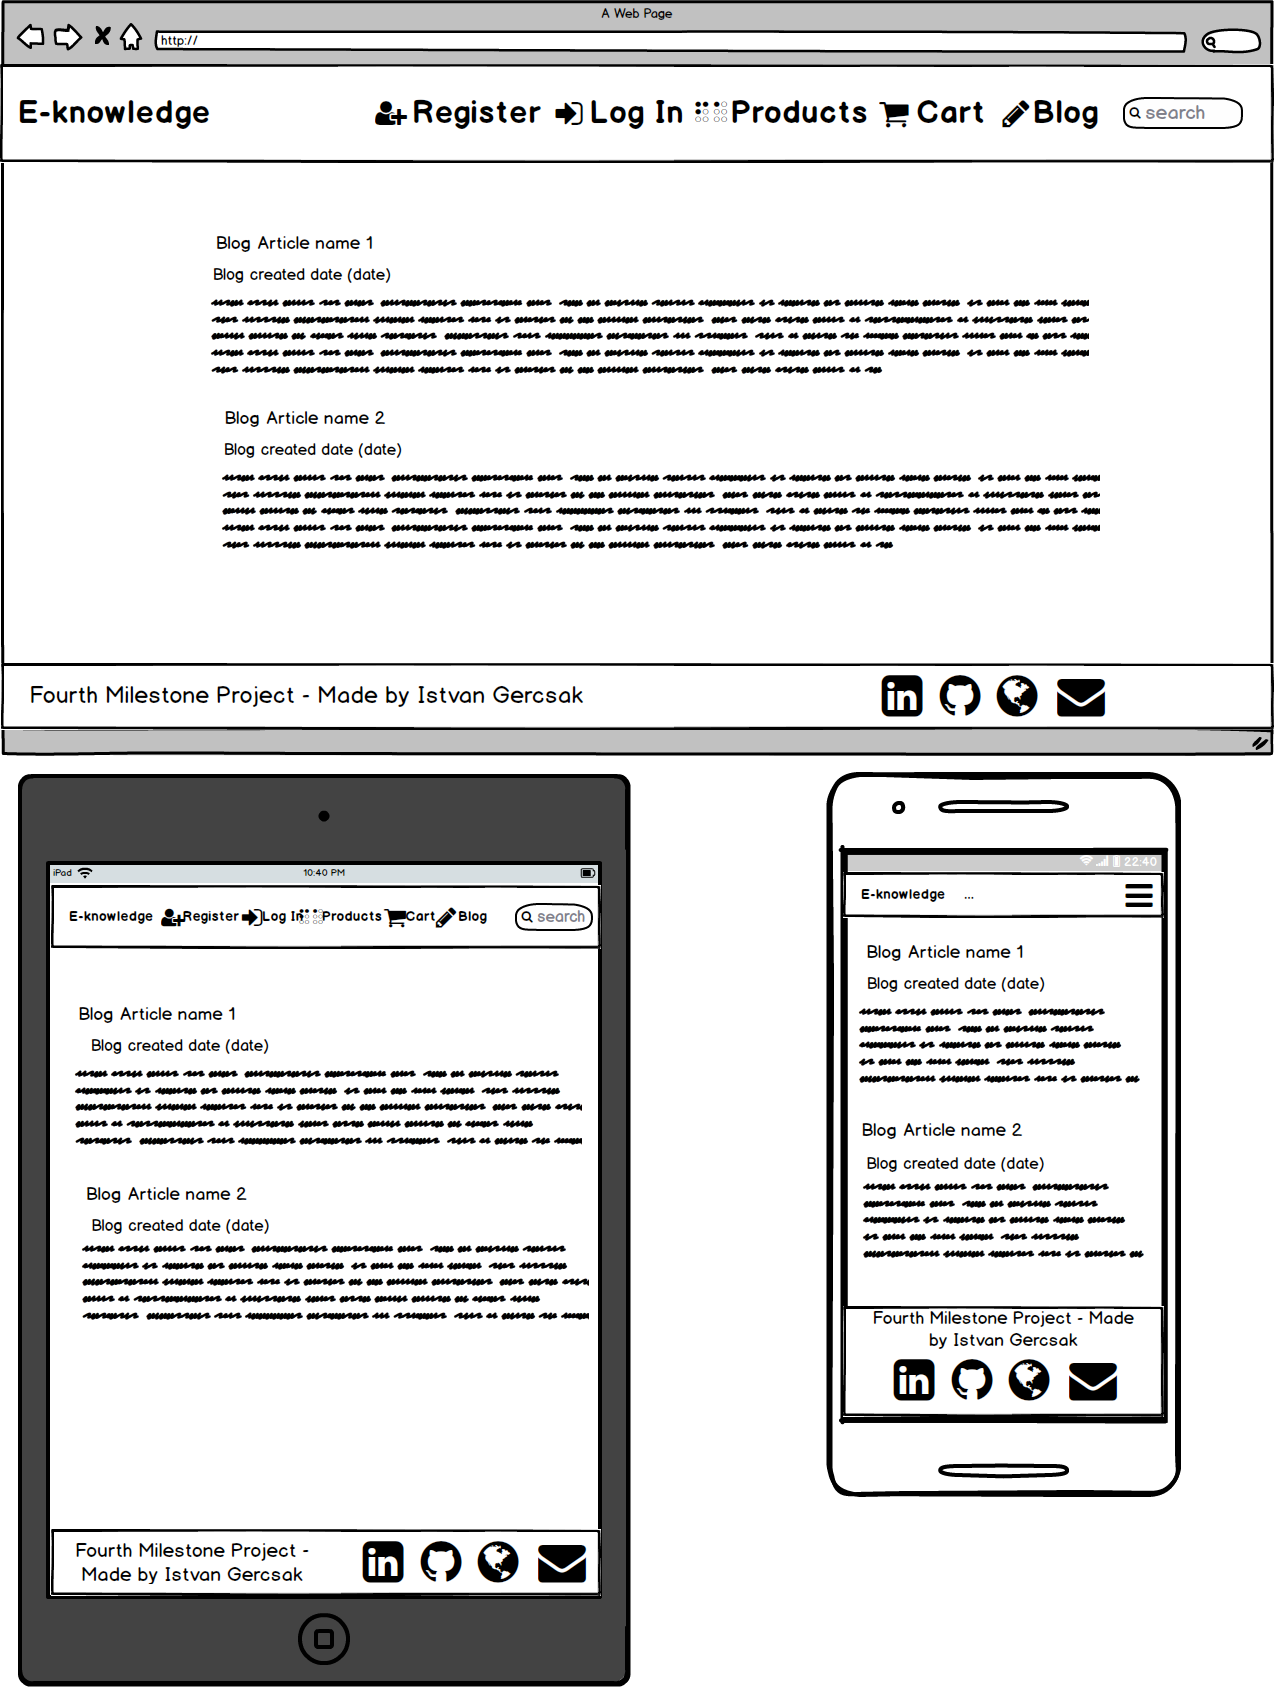 A Web Page
http://
E-knowledge Register Log In Products Cart Blog search
Blog Article name 1
Blog created date (date)
Blog Article name 2
Blog created date (date)
Fourth Milestone Project - Made by Istvan Gercsak
iPad 10:40 PM
E-knowledge Register Log In Products Cart Blog search
Blog Article name 1
Blog created date (date)
Blog Article name 2
Blog created date (date)
Fourth Milestone Project -
Made by Istvan Gercsak
22:40
E-knowledge ...
Blog Article name 1
Blog created date (date)
Blog Article name 2
Blog created date (date)
Fourth Milestone Project - Made
by Istvan Gercsak